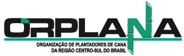 ORPLANA
ORGANIZAÇÃO DE PLANTADORES DE CANA
DA REGIÃO CENTRO-SUL DO BRASIL